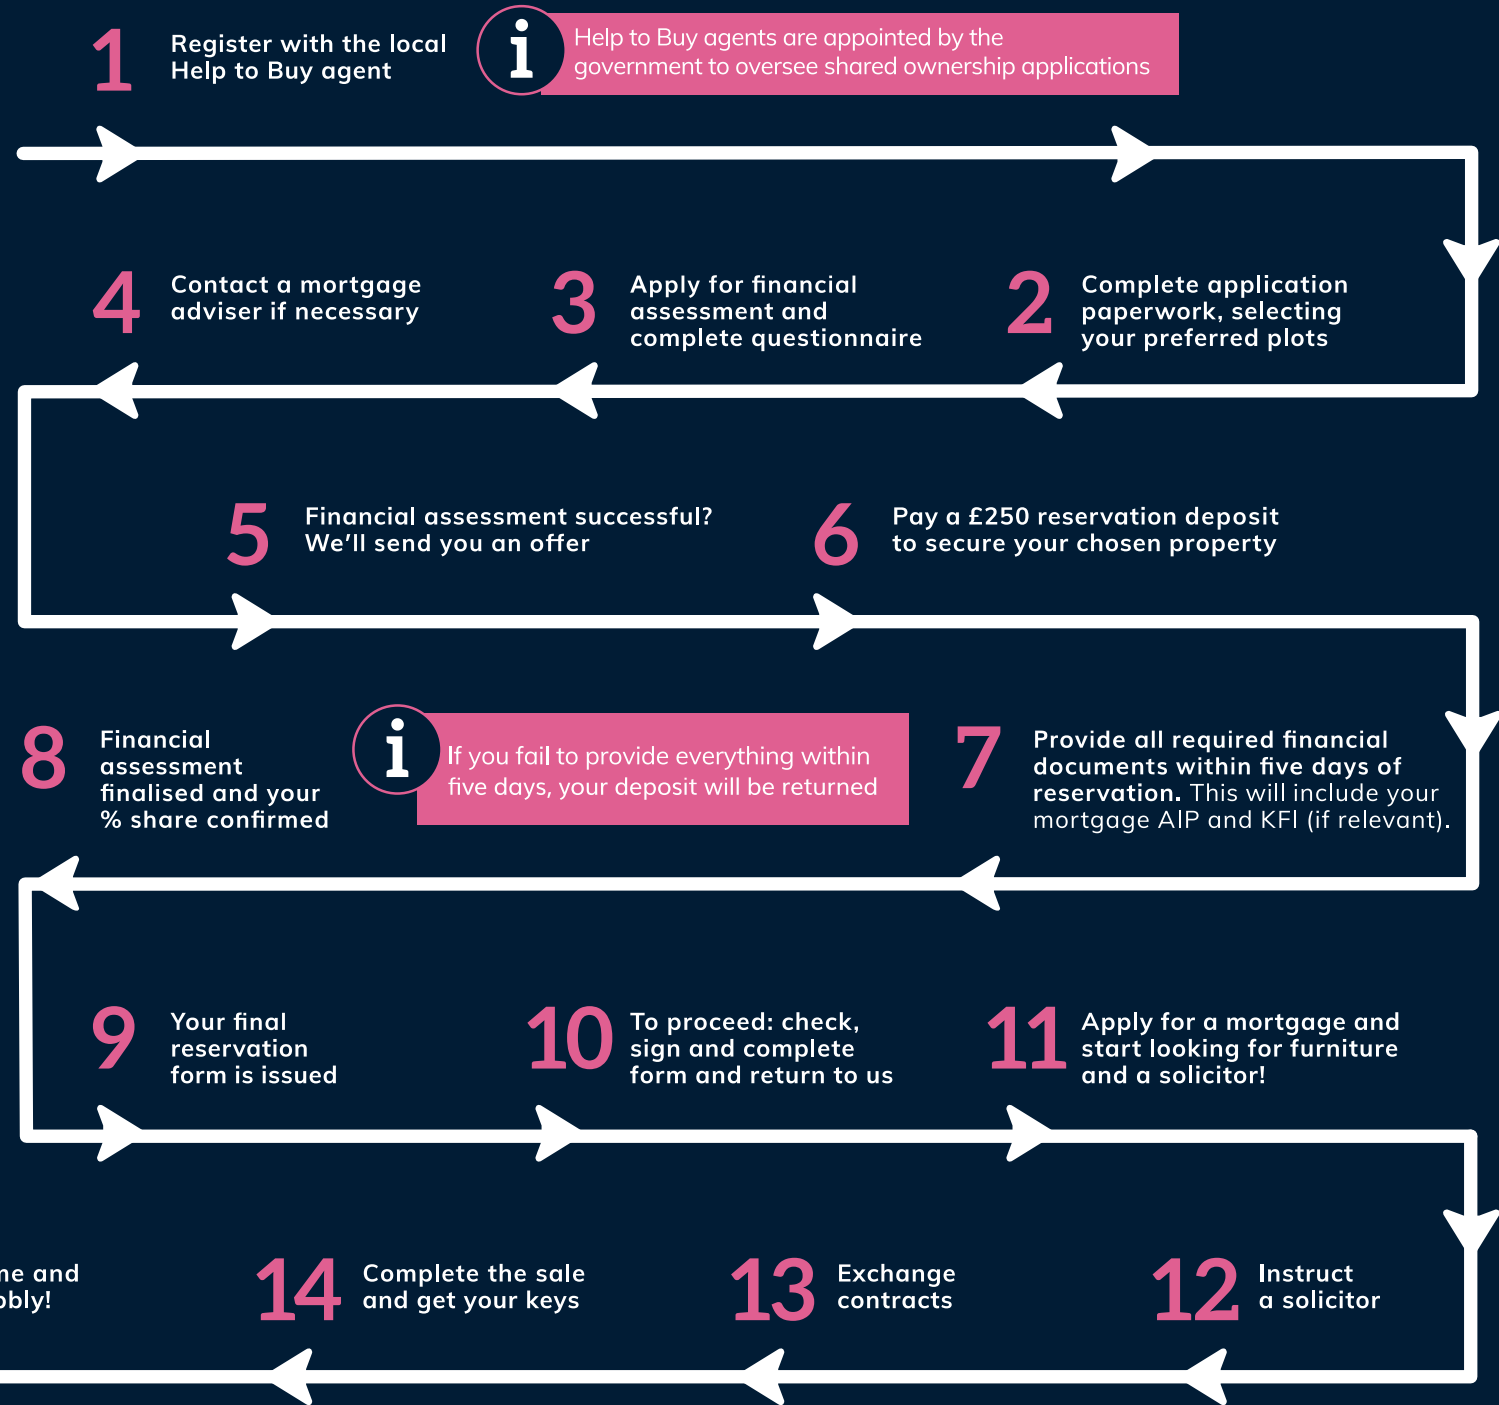 1
Register with the local
Help to Buy agent
i
Help to Buy agents are appointed by the
government to oversee shared ownership applications
2
Complete application
paperwork, selecting
your preferred plots
3
Apply for financial
assessment and
complete questionnaire
4
Contact a mortgage
adviser if necessary
5
Financial assessment successful?
We'll send you an offer
6
Pay a £250 reservation deposit
to secure your chosen property
7
Provide all required financial
documents within five days of
reservation. This will include your
mortgage AIP and KFI (if relevant).
i
If you fail to provide everything within
five days, your deposit will be returned
8
Financial
assessment
finalised and your
% share confirmed
9
Your final
reservation
form is issued
10
To proceed: check,
sign and complete
form and return to us
11
Apply for a mortgage and
start looking for furniture
and a solicitor!
12
Instruct
a solicitor
13
Exchange
contracts
14
Complete the sale
and get your keys
and